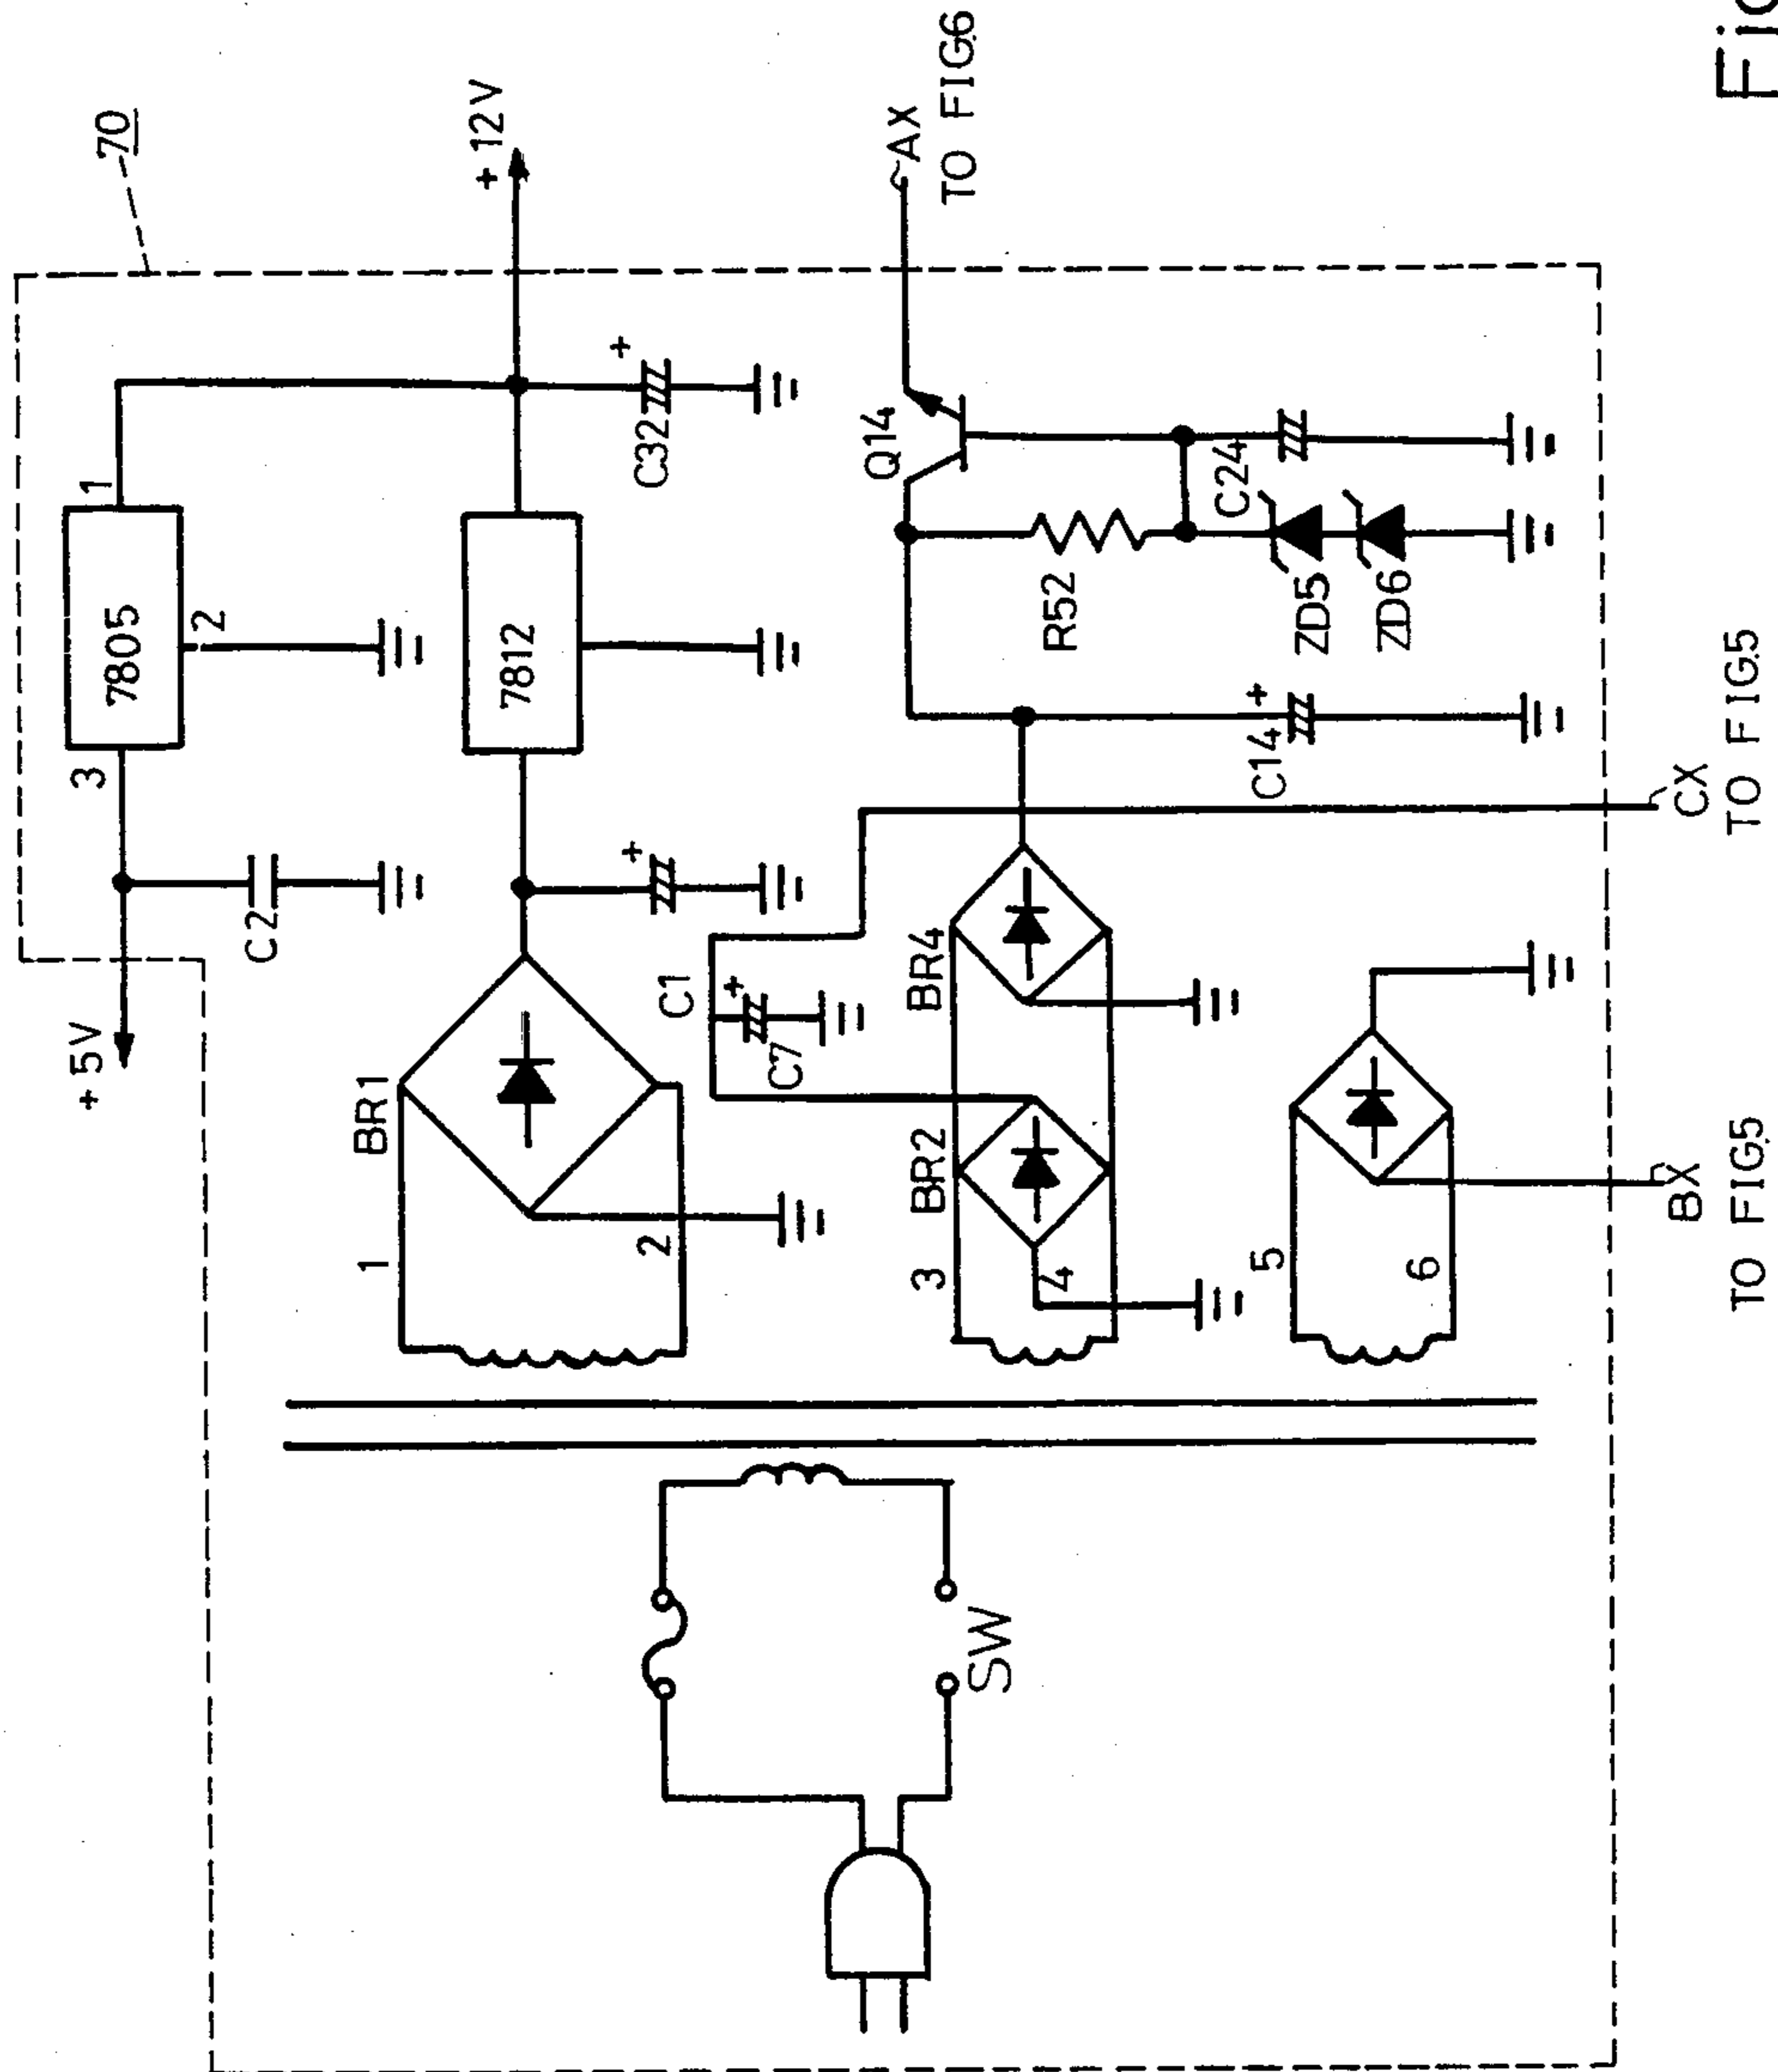 70
+5V
3
7805
1
2
C2
+12V
BR1
1
2
+
7812
+
C32
C1
+
C7
AX
TO FIG6
Q14
BR4
BR2
3
4
R52
C24
C14
+
ZD5
ZD6
5
6
SW
CX
TO FIG5
BX
TO FIG5